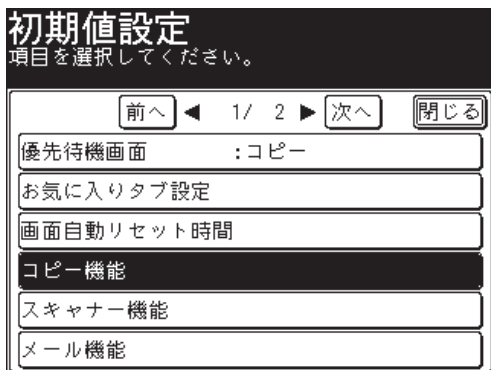 初期値設定
項目を選択してください。
前へ ◀ 1/ 2 ▶ 次へ 閉じる
優先待機画面 :コピー
お気に入りタブ設定
画面自動リセット時間
コピー機能
スキャナー機能
メール機能